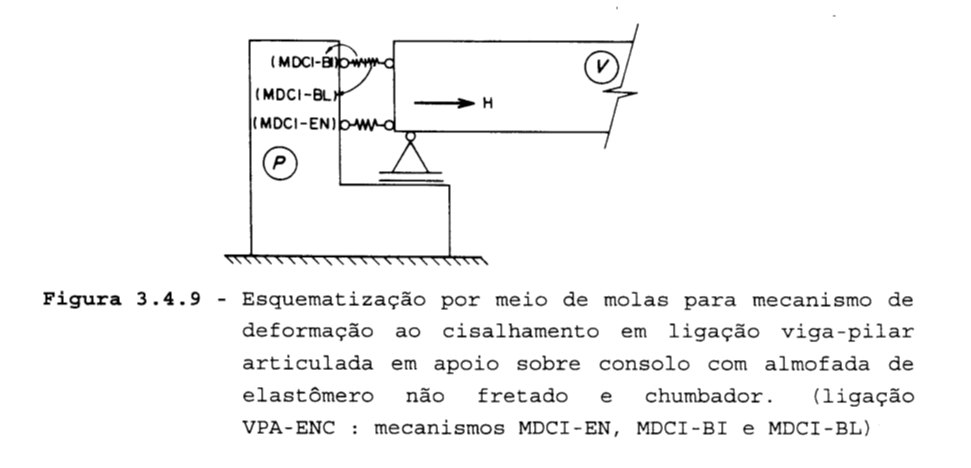 (MDCI-BI)
V
(MDCI-BL)
H
(MDCI-EN)
P
Figura 3.4.9 - Esquematização por meio de molas para mecanismo de
deformação ao cisalhamento em ligação viga-pilar
articulada em apoio sobre consolo com almofada de
elastômero não fretado e chumbador. (ligação
VPA-ENC : mecanismos MDCI-EN, MDCI-BI e MDCI-BL)